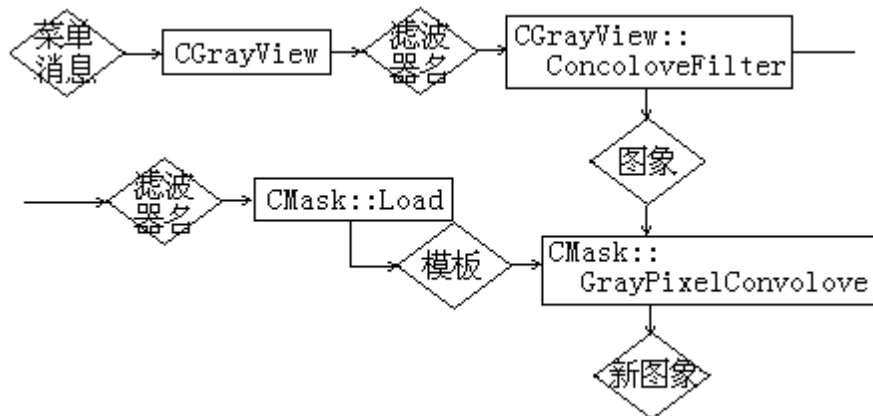 菜单
消息
CGrayView
滤波
器名
CGrayView::
ConcoloveFilter
图象
滤波
器名
CMask::Load
模板
CMask::
GrayPixelConvolove
新图象